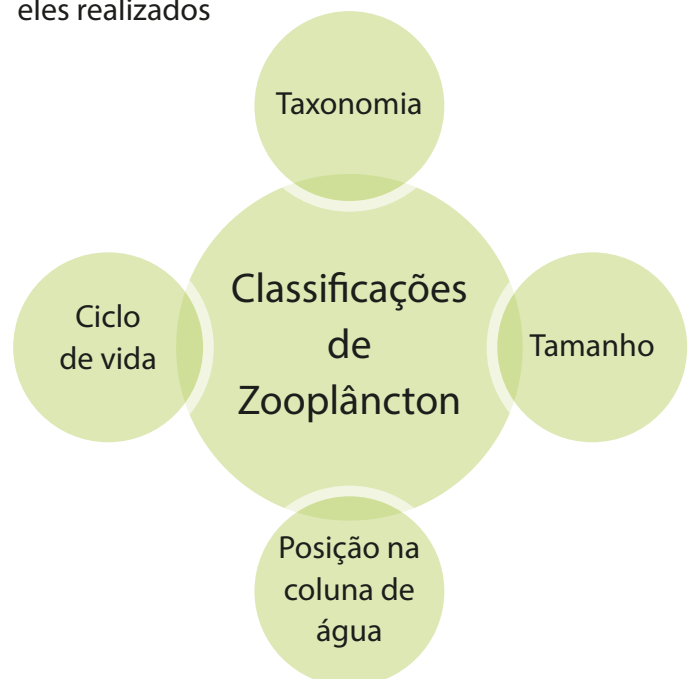 eles realizados
Taxonomia
Ciclo
de vida
Classificações
de
Zooplâncton
Tamanho
Posição na
coluna de
água